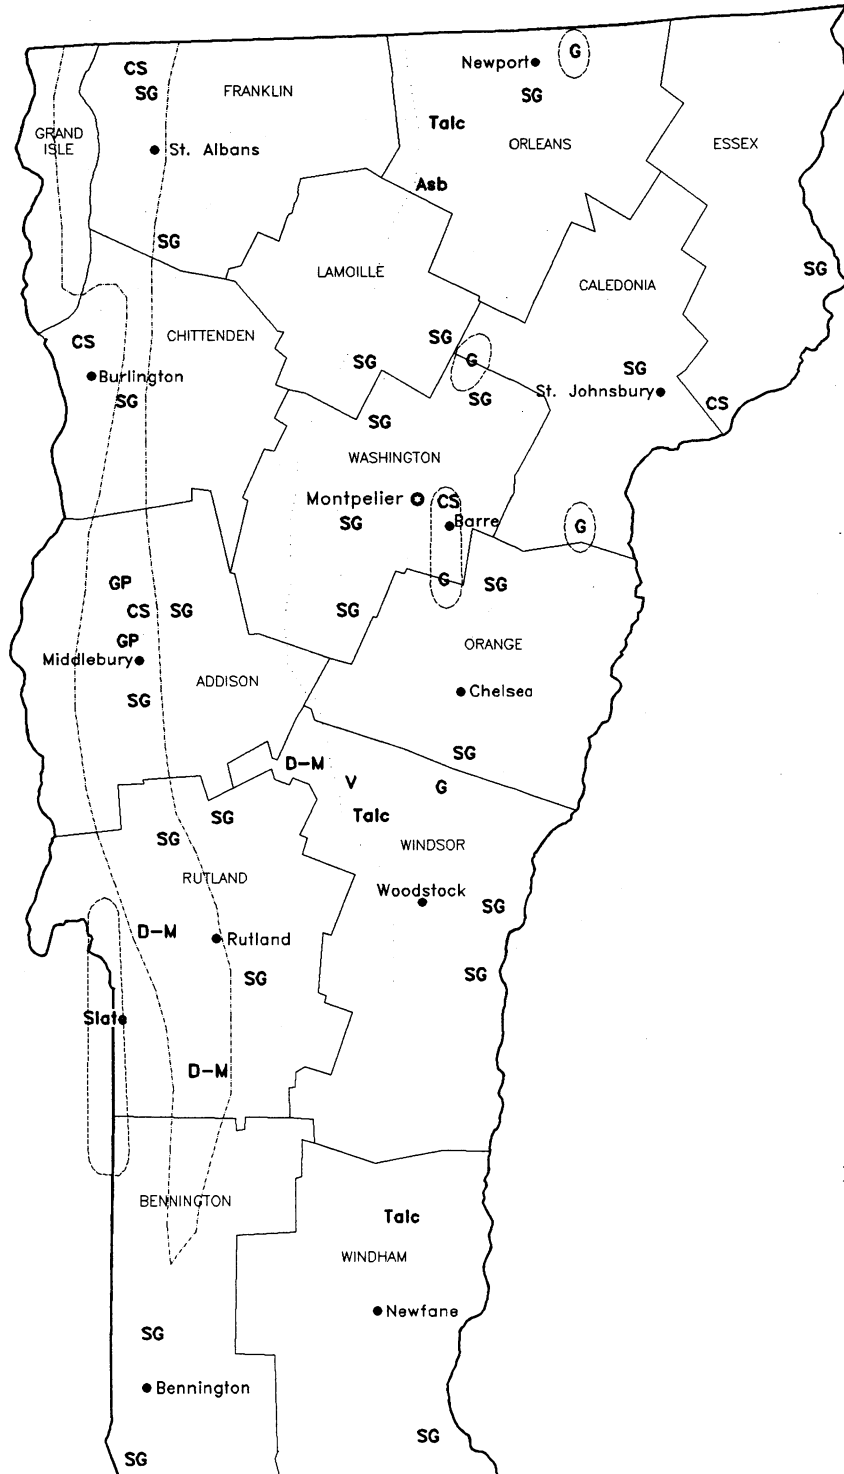 CS
G
Newport
SG
FRANKLIN
SG
Talc
GRAND
ISLE
St. Albans
ORLEANS
ESSEX
Asb
SG
LAMOILLE
SG
CALEDONIA
CHITTENDEN
CS
SG
SG
G
SG
Burlington
St. Johnsbury
SG
SG
CS
SG
WASHINGTON
Montpelier
CS
SG
Barre
G
GP
G
SG
CS
SG
SG
GP
ORANGE
Middlebury
ADDISON
Chelsea
SG
SG
D-M
V
G
SG
Talc
SG
WINDSOR
RUTLAND
Woodstock
SG
D-M
Rutland
SG
SG
Slate
D-M
BENNINGTON
Talc
WINDHAM
Newfane
SG
Bennington
SG
SG